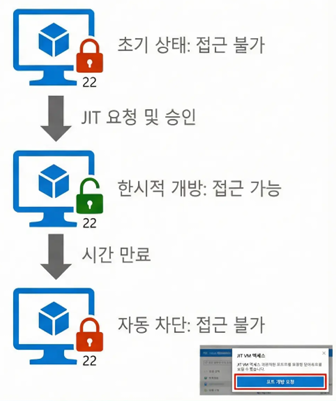 초기 상태: 접근 불가
22
JIT 요청 및 승인
한시적 개방: 접근 가능
22
시간 만료
자동 차단: 접근 불가
22
JIT VM 액세스
포트 개방 요청